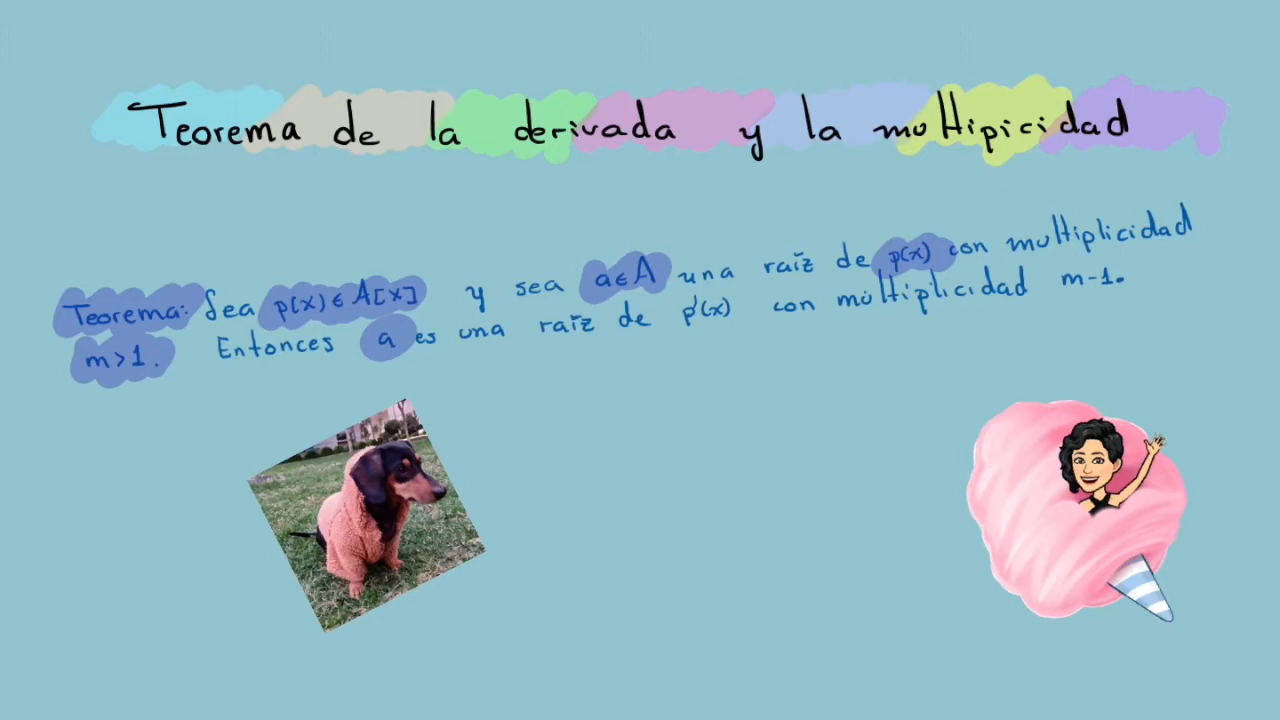 Teorema de la derivada y la multipicidad
Teorema: Sea p(x) ∈ A[x] y sea a ∈ A una raíz de p(x) con multiplicidad
m > 1. Entonces a es una raíz de p'(x) con multiplicidad m-1.